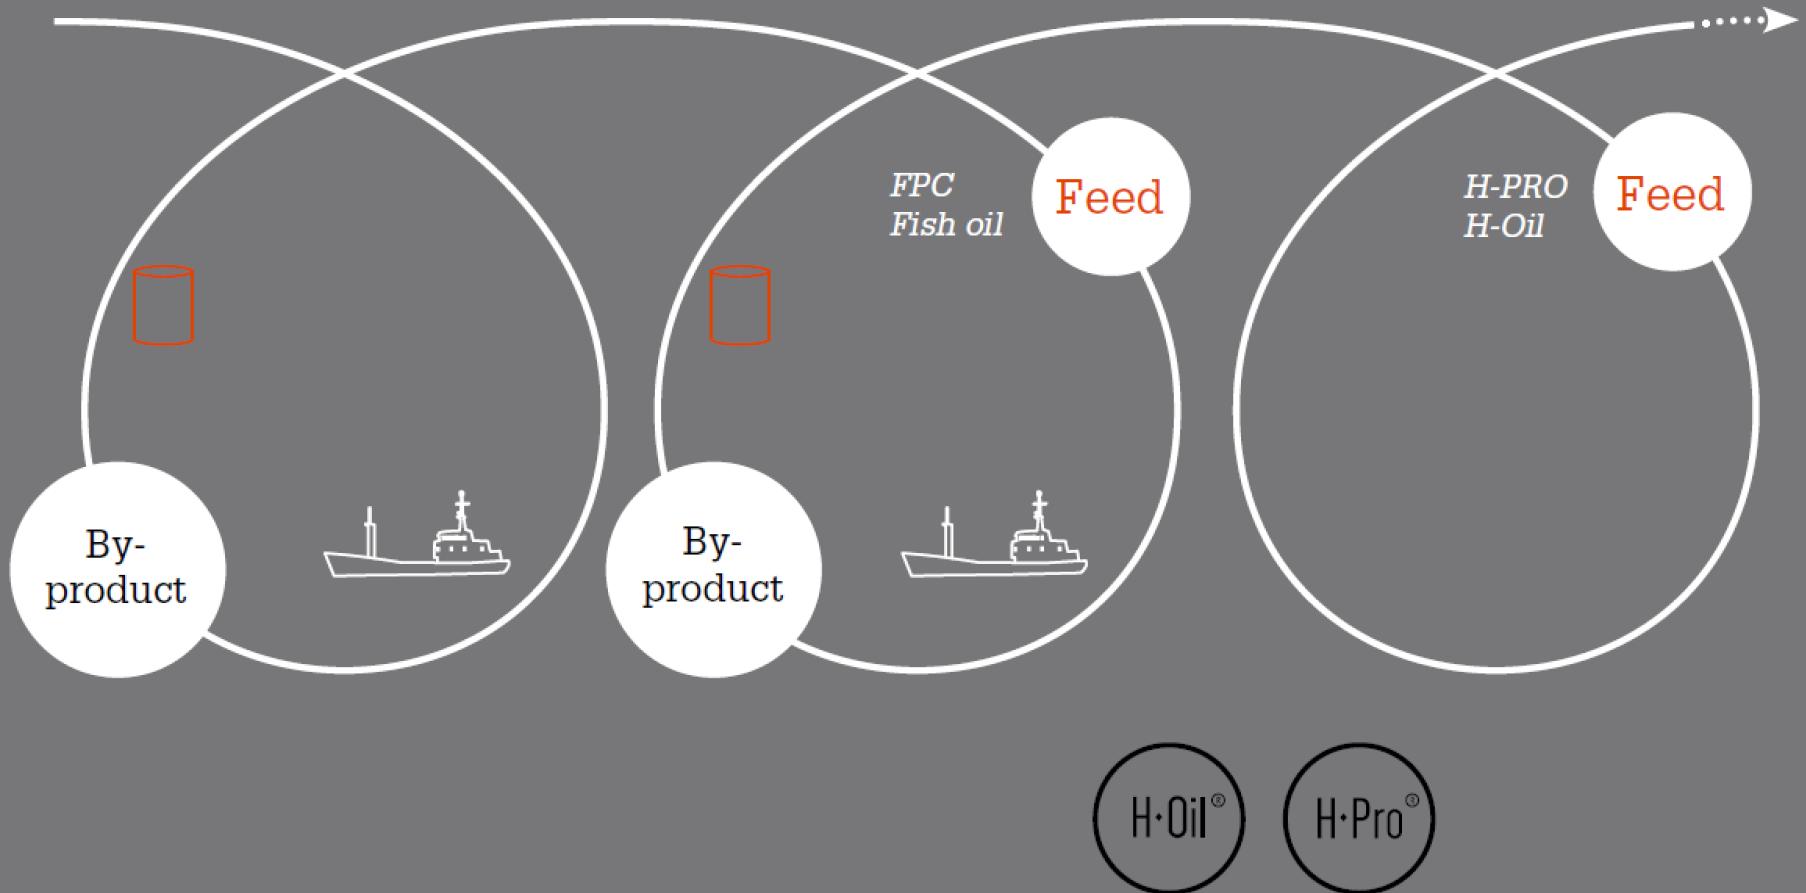 FPC
Fish oil
Feed
H-PRO
H-Oil
Feed
By-
product
By-
product
H·Oil®
H·Pro®